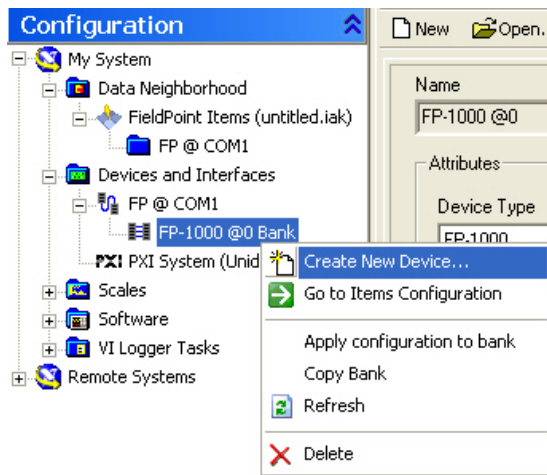 Configuration
My System
Data Neighborhood
FieldPoint Items (untitled.iak)
FP @ COM1
Devices and Interfaces
FP @ COM1
FP-1000 @0 Bank
PXI PXI System (Unid
Scales
Software
VI Logger Tasks
Remote Systems
New Open.
Name
FP-1000 @0
Attributes
Device Type
FP-1000
Create New Device...
Go to Items Configuration
Apply configuration to bank
Copy Bank
Refresh
Delete